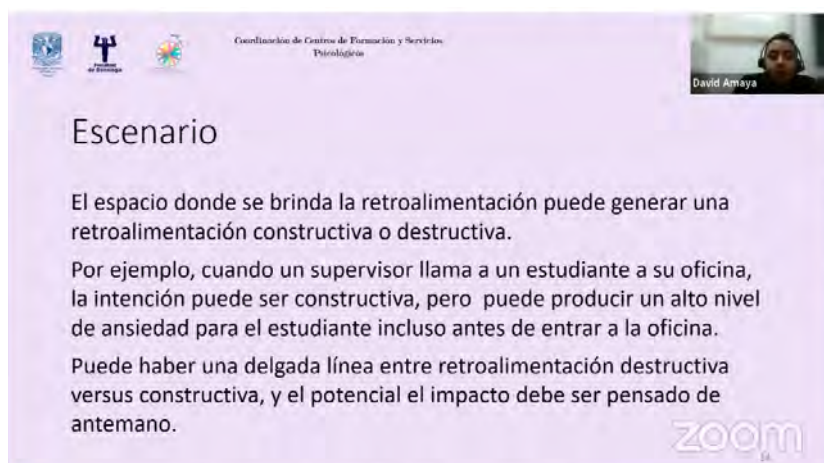 Coordinación de Centros de Formación y Servicios
Psicológicos
David Amaya
Escenario
El espacio donde se brinda la retroalimentación puede generar una
retroalimentación constructiva o destructiva.
Por ejemplo, cuando un supervisor llama a un estudiante a su oficina,
la intención puede ser constructiva, pero puede producir un alto nivel
de ansiedad para el estudiante incluso antes de entrar a la oficina.
Puede haber una delgada línea entre retroalimentación destructiva
versus constructiva, y el potencial el impacto debe ser pensado de
antemano.
zoom